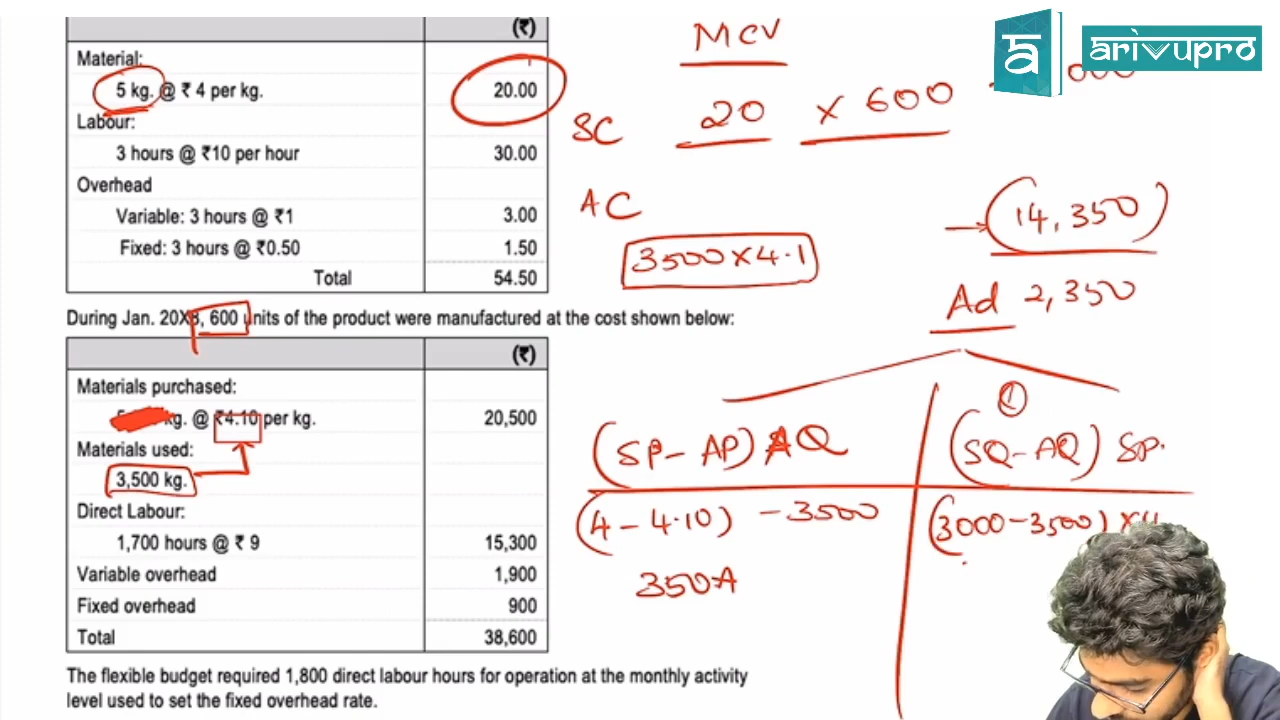 (₹)
Material:
5 kg. @ ₹ 4 per kg. 20.00
Labour:
3 hours @ ₹10 per hour 30.00
Overhead
Variable: 3 hours @ ₹1 3.00
Fixed: 3 hours @ ₹0.50 1.50
Total 54.50
During Jan. 20X8, 600 units of the product were manufactured at the cost shown below:
(₹)
Materials purchased:
kg. @ ₹4.10 per kg. 20,500
Materials used:
3,500 kg.
Direct Labour:
1,700 hours @ ₹ 9 15,300
Variable overhead 1,900
Fixed overhead 900
Total 38,600
The flexible budget required 1,800 direct labour hours for operation at the monthly activity
level used to set the fixed overhead rate.
MCV
SC 20 × 600
AC
3500×4.1
14,350
Ad 2,350
(SP-AP) AQ
(4-4.10) -3500
350A
①
(SQ-AQ) SP.
(3000-3500) ×4
arivupro